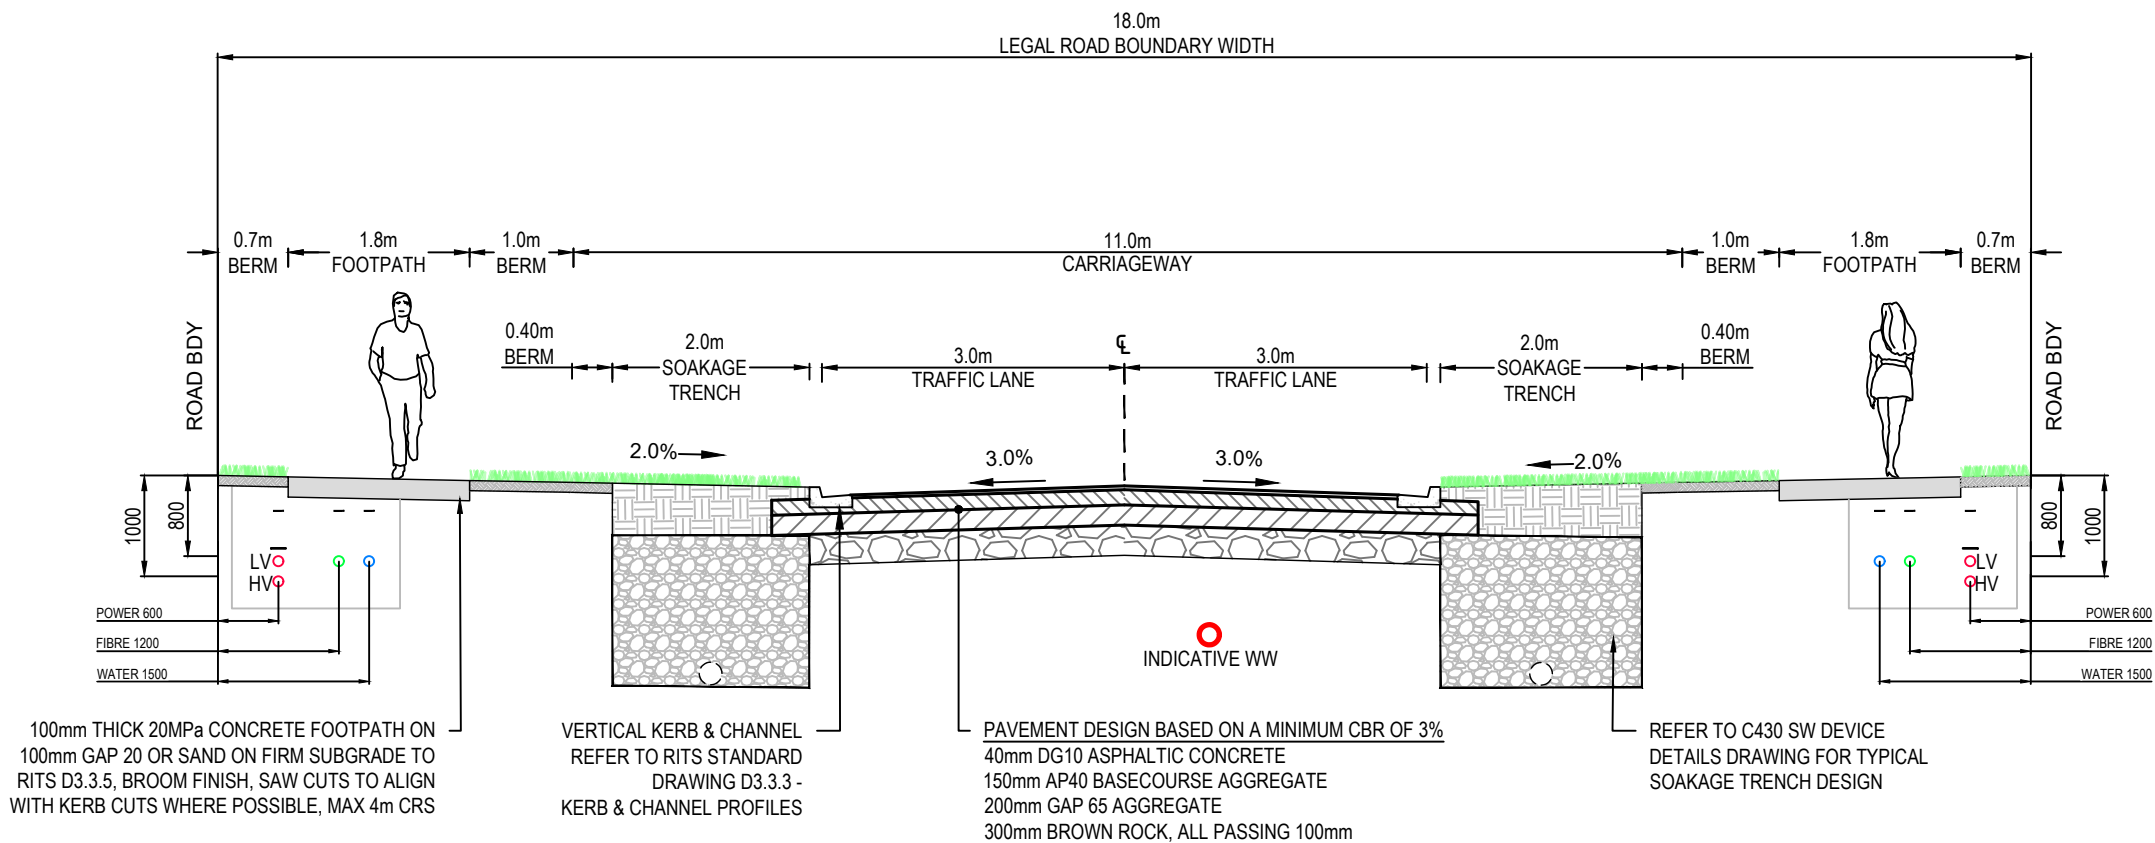 18.0m
LEGAL ROAD BOUNDARY WIDTH
0.7m
BERM
1.8m
FOOTPATH
1.0m
BERM
11.0m
CARRIAGEWAY
1.0m
BERM
1.8m
FOOTPATH
0.7m
BERM
ROAD BDY
0.40m
BERM
2.0m
SOAKAGE
TRENCH
3.0m
TRAFFIC LANE
℄
3.0m
TRAFFIC LANE
2.0m
SOAKAGE
TRENCH
0.40m
BERM
ROAD BDY
2.0%
3.0%
3.0%
2.0%
1000
800
LV
HV
800
1000
LV
HV
POWER 600
FIBRE 1200
WATER 1500
INDICATIVE WW
POWER 600
FIBRE 1200
WATER 1500
100mm THICK 20MPa CONCRETE FOOTPATH ON
100mm GAP 20 OR SAND ON FIRM SUBGRADE TO
RITS D3.3.5, BROOM FINISH, SAW CUTS TO ALIGN
WITH KERB CUTS WHERE POSSIBLE, MAX 4m CRS
VERTICAL KERB & CHANNEL
REFER TO RITS STANDARD
DRAWING D3.3.3 -
KERB & CHANNEL PROFILES
PAVEMENT DESIGN BASED ON A MINIMUM CBR OF 3%
40mm DG10 ASPHALTIC CONCRETE
150mm AP40 BASECOURSE AGGREGATE
200mm GAP 65 AGGREGATE
300mm BROWN ROCK, ALL PASSING 100mm
REFER TO C430 SW DEVICE
DETAILS DRAWING FOR TYPICAL
SOAKAGE TRENCH DESIGN